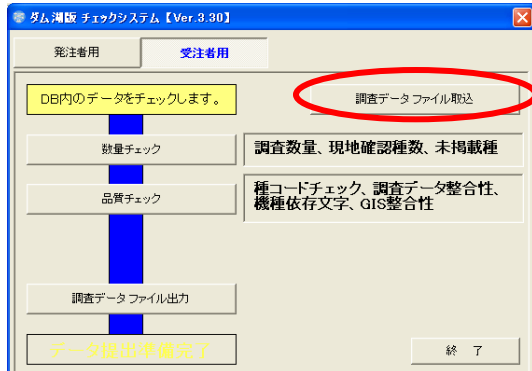 ダム湖版 チェックシステム【Ver.3.30】
発注者用
受注者用
DB内のデータをチェックします。
調査データファイル取込
数量チェック
調査数量、現地確認種数、未掲載種
品質チェック
種コードチェック、調査データ整合性、
機種依存文字、GIS整合性
調査データファイル出力
データ提出準備完了
終 了